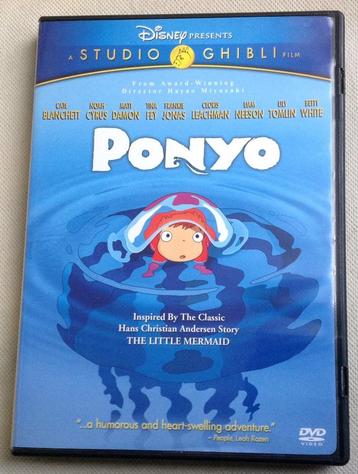 Disney PRESENTS
A STUDIO GHIBLI FILM
From Award-Winning
Director Hayao Miyazaki
CATE BLANCHETT NOAH CYRUS MATT DAMON TINA FEY FRANKIE JONAS CLORIS LEACHMAN LIAM NEESON LILY TOMLIN BETTY WHITE
PONYO
Inspired By The Classic
Hans Christian Andersen Story
THE LITTLE MERMAID
"...a humorous and heart-swelling adventure."
– People, Leah Rozen
DVD
VIDEO